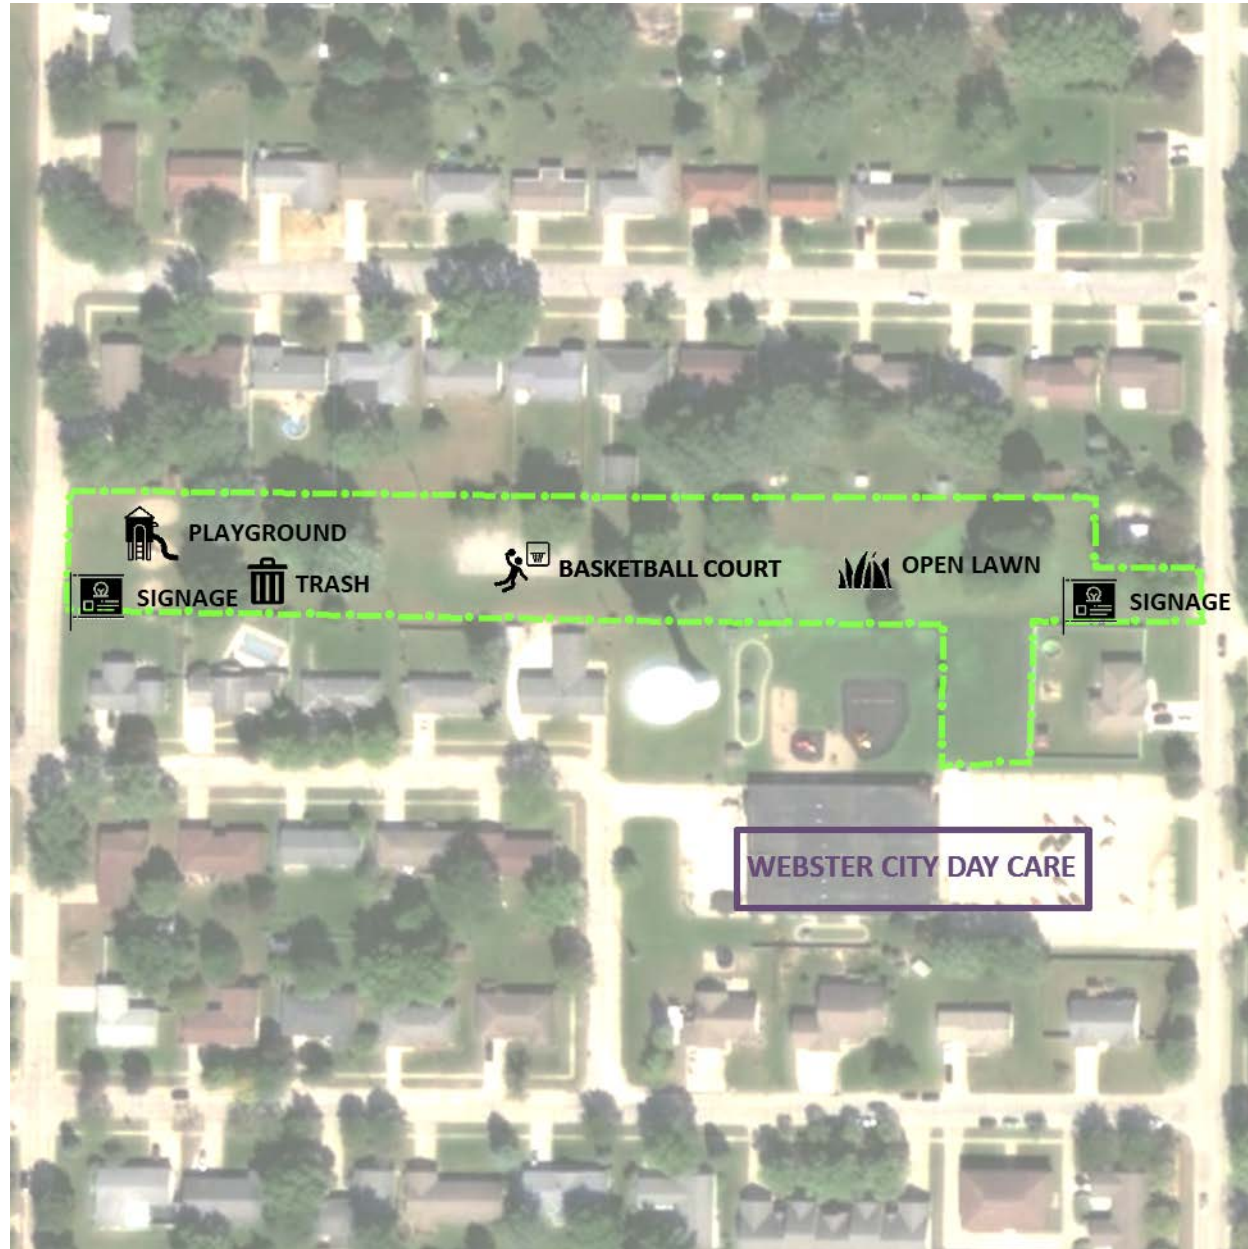 PLAYGROUND
SIGNAGE
TRASH
BASKETBALL COURT
OPEN LAWN
SIGNAGE
WEBSTER CITY DAY CARE